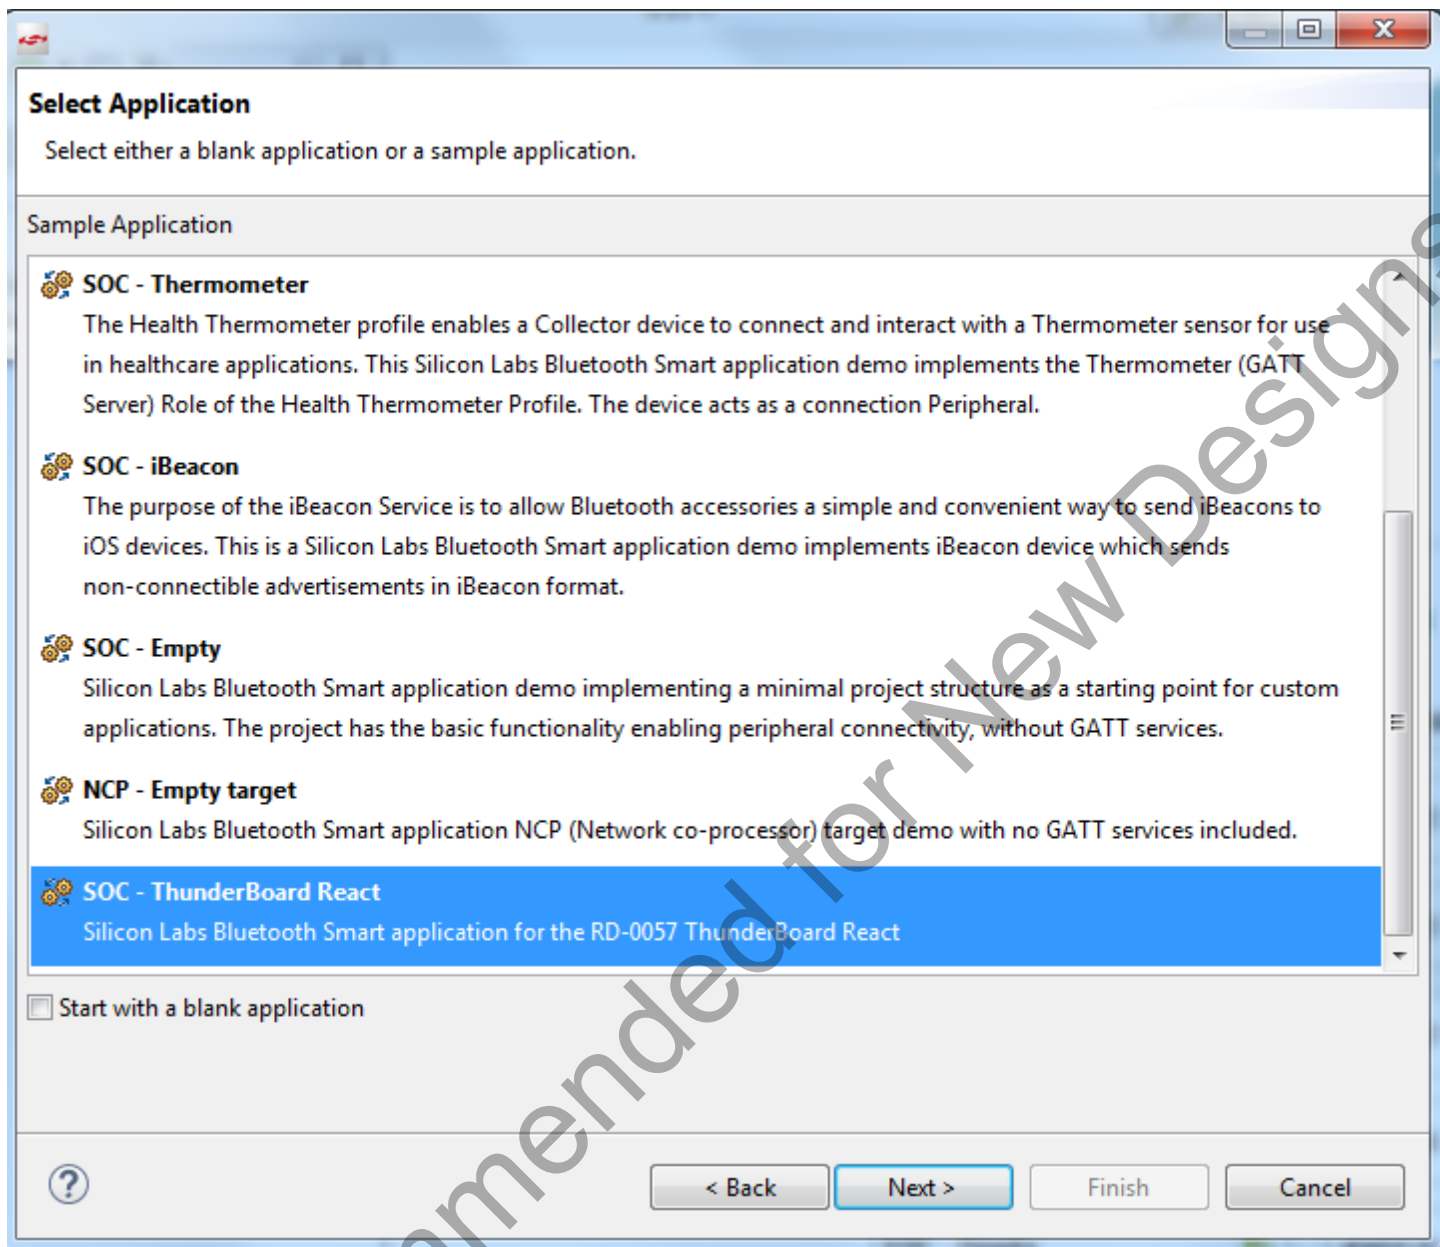 Select Application
Select either a blank application or a sample application.
Sample Application
SOC - Thermometer
The Health Thermometer profile enables a Collector device to connect and interact with a Thermometer sensor for use
in healthcare applications. This Silicon Labs Bluetooth Smart application demo implements the Thermometer (GATT
Server) Role of the Health Thermometer Profile. The device acts as a connection Peripheral.
SOC - iBeacon
The purpose of the iBeacon Service is to allow Bluetooth accessories a simple and convenient way to send iBeacons to
iOS devices. This is a Silicon Labs Bluetooth Smart application demo implements iBeacon device which sends
non-connectible advertisements in iBeacon format.
SOC - Empty
Silicon Labs Bluetooth Smart application demo implementing a minimal project structure as a starting point for custom
applications. The project has the basic functionality enabling peripheral connectivity, without GATT services.
NCP - Empty target
Silicon Labs Bluetooth Smart application NCP (Network co-processor) target demo with no GATT services included.
SOC - ThunderBoard React
Silicon Labs Bluetooth Smart application for the RD-0057 ThunderBoard React
Start with a blank application
?
< Back
Next >
Finish
Cancel
mmended for New Designs